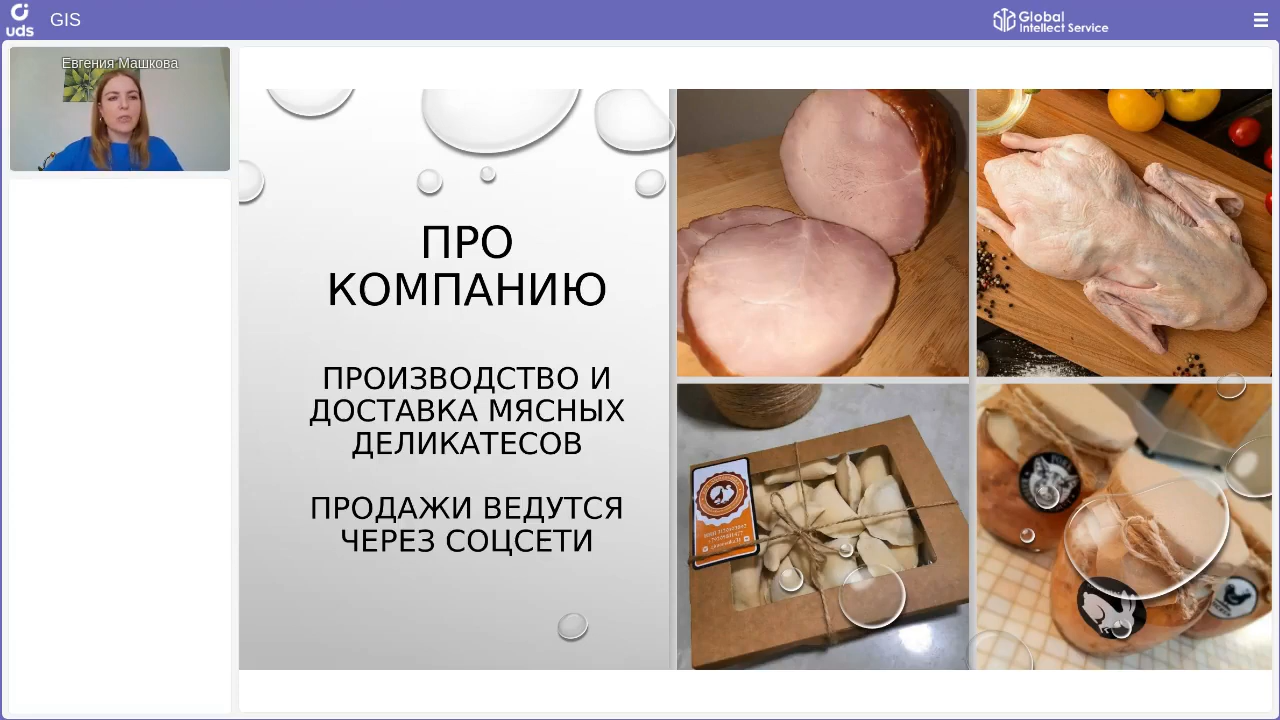 uds
GIS
Global
Intellect Service
Евгения Машкова
ПРО
КОМПАНИЮ
ПРОИЗВОДСТВО И
ДОСТАВКА МЯСНЫХ
ДЕЛИКАТЕСОВ
ПРОДАЖИ ВЕДУТСЯ
ЧЕРЕЗ СОЦСЕТИ